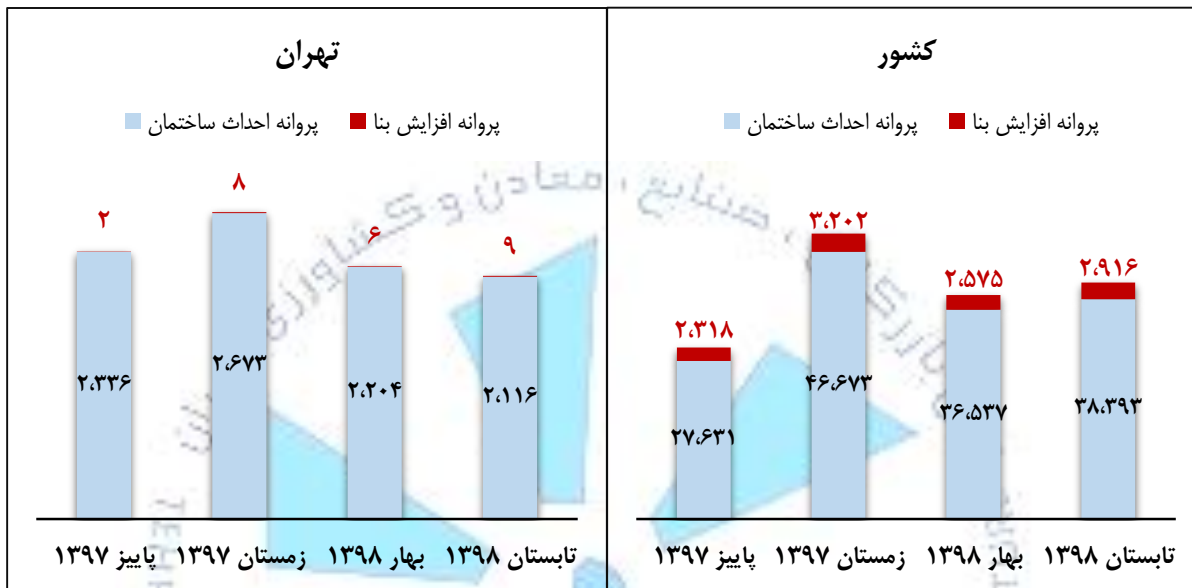 کشور
پروانه احداث ساختمان
پروانه افزایش بنا
۲،۳۱۸
۳،۲۰۲
۲،۵۷۵
۲،۹۱۶
۲۷،۶۳۱
۴۶،۶۷۳
۳۶،۵۳۷
۳۸،۳۹۳
پاییز ۱۳۹۷
زمستان ۱۳۹۷
بهار ۱۳۹۸
تابستان ۱۳۹۸
تهران
پروانه احداث ساختمان
پروانه افزایش بنا
۲
۸
۶
۹
۲،۳۳۶
۲،۶۷۳
۲،۲۰۴
۲،۱۱۶
پاییز ۱۳۹۷
زمستان ۱۳۹۷
بهار ۱۳۹۸
تابستان ۱۳۹۸
صنایع، معادن و کشاورزی